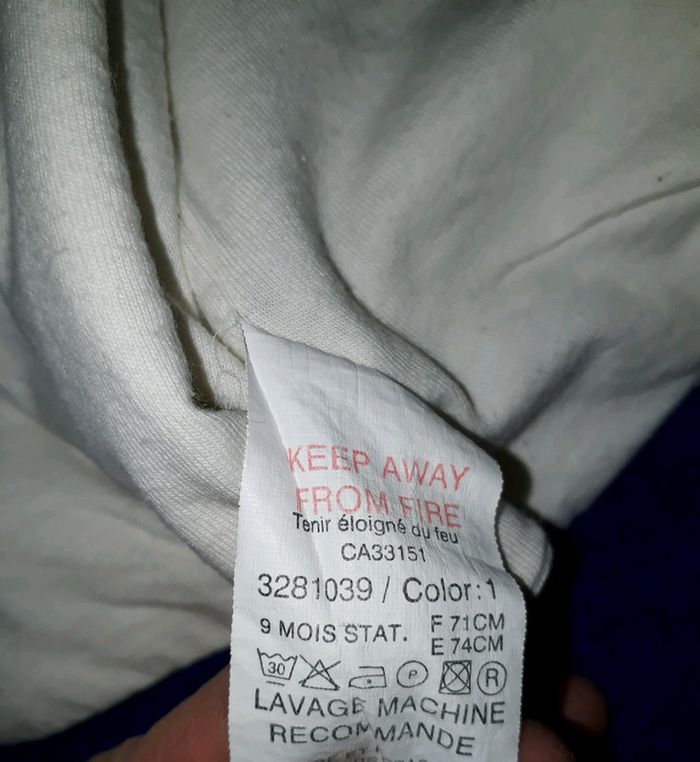 KEEP AWAY
FROM FIRE
Tenir éloigné du feu
CA33151
3281039 / Color:1
9 MOIS STAT. F 71CM
E 74CM
30 P R
LAVAGE MACHINE
RECOMMANDE